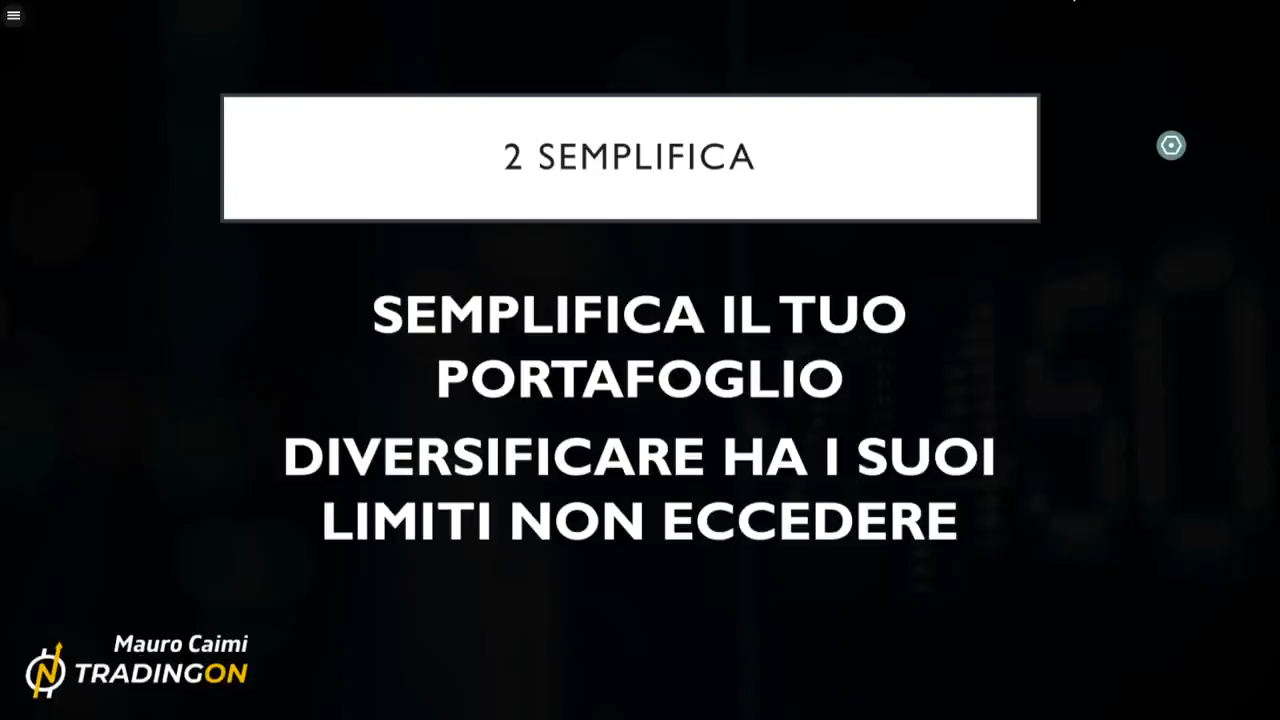 2 SEMPLIFICA
SEMPLIFICA IL TUO
PORTAFOGLIO
DIVERSIFICARE HA I SUOI
LIMITI NON ECCEDERE
Mauro Caimi
TRADINGON